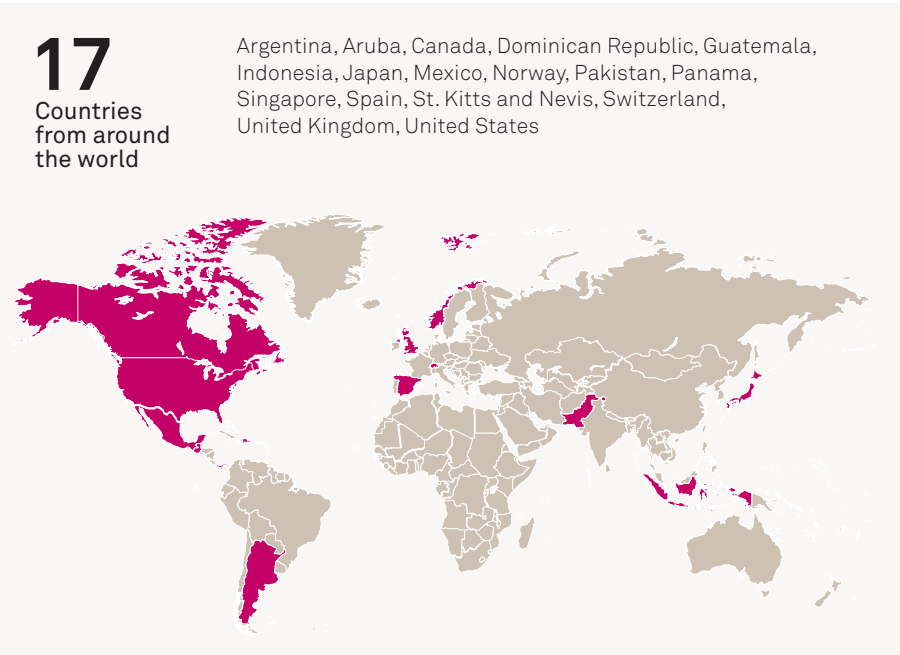 17
Countries
from around
the world
Argentina, Aruba, Canada, Dominican Republic, Guatemala,
Indonesia, Japan, Mexico, Norway, Pakistan, Panama,
Singapore, Spain, St. Kitts and Nevis, Switzerland,
United Kingdom, United States